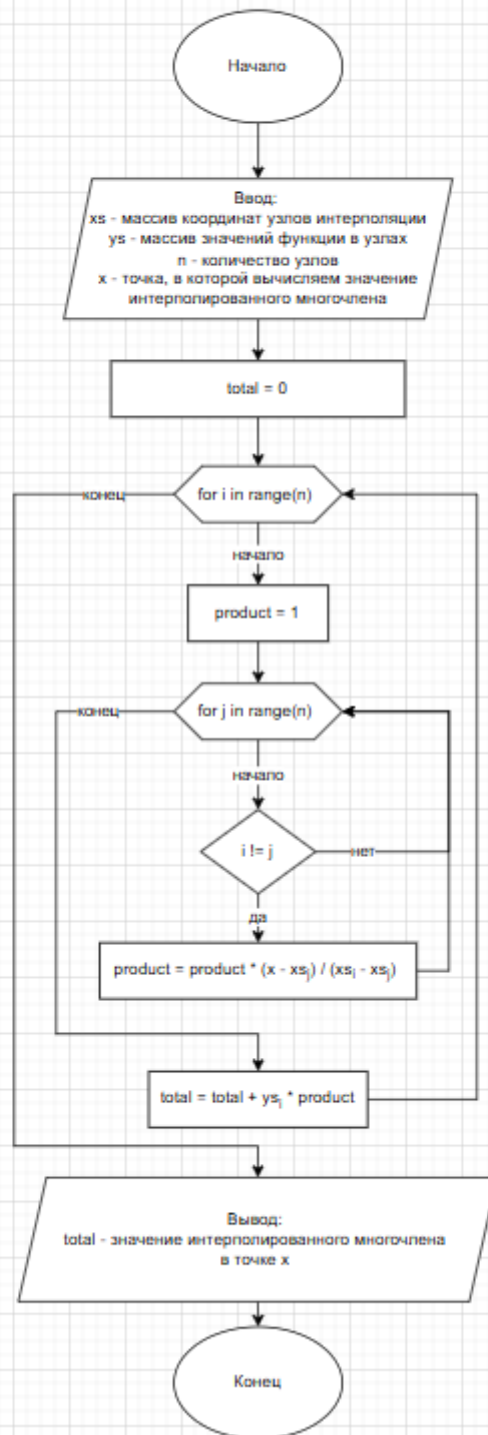 Начало
Ввод:
xs - массив координат узлов интерполяции
ys - массив значений функции в узлах
n - количество узлов
x - точка, в которой вычисляем значение
интерполированного многочлена
total = 0
for i in range(n)
конец
начало
product = 1
for j in range(n)
конец
начало
i != j
нет
да
product = product * (x - xsj) / (xsi - xsj)
total = total + ysi * product
Вывод:
total - значение интерполированного многочлена
в точке x
Конец